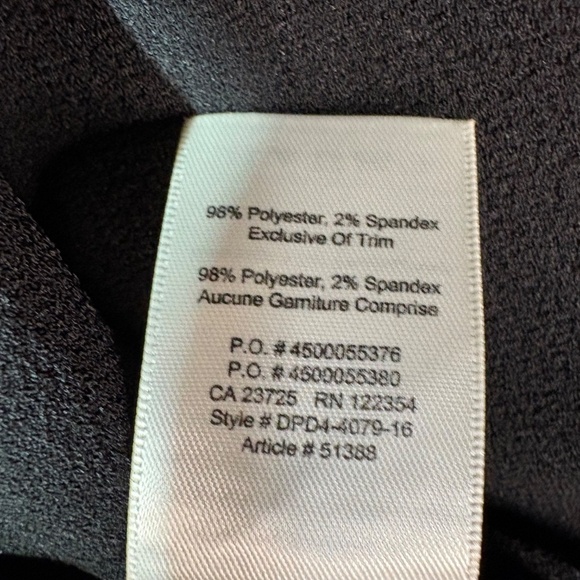 98% Polyester, 2% Spandex
Exclusive Of Trim
98% Polyester, 2% Spandex
Aucune Garniture Comprise
P.O. # 4500055376
P.O. # 4500055380
CA 23725 RN 122354
Style # DPD4-4079-16
Article # 51388